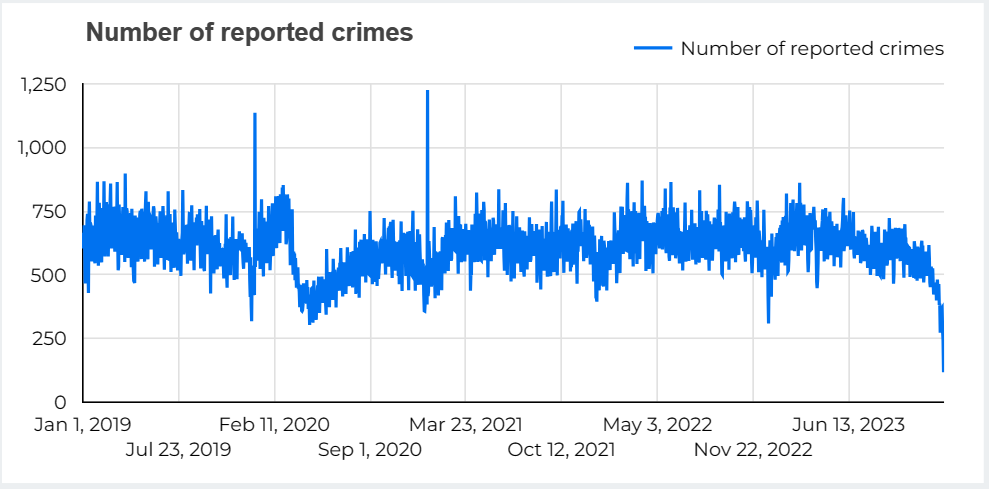 Number of reported crimes
Number of reported crimes
1,250
1,000
750
500
250
0
Jan 1, 2019
Feb 11, 2020
Mar 23, 2021
May 3, 2022
Jun 13, 2023
Jul 23, 2019
Sep 1, 2020
Oct 12, 2021
Nov 22, 2022